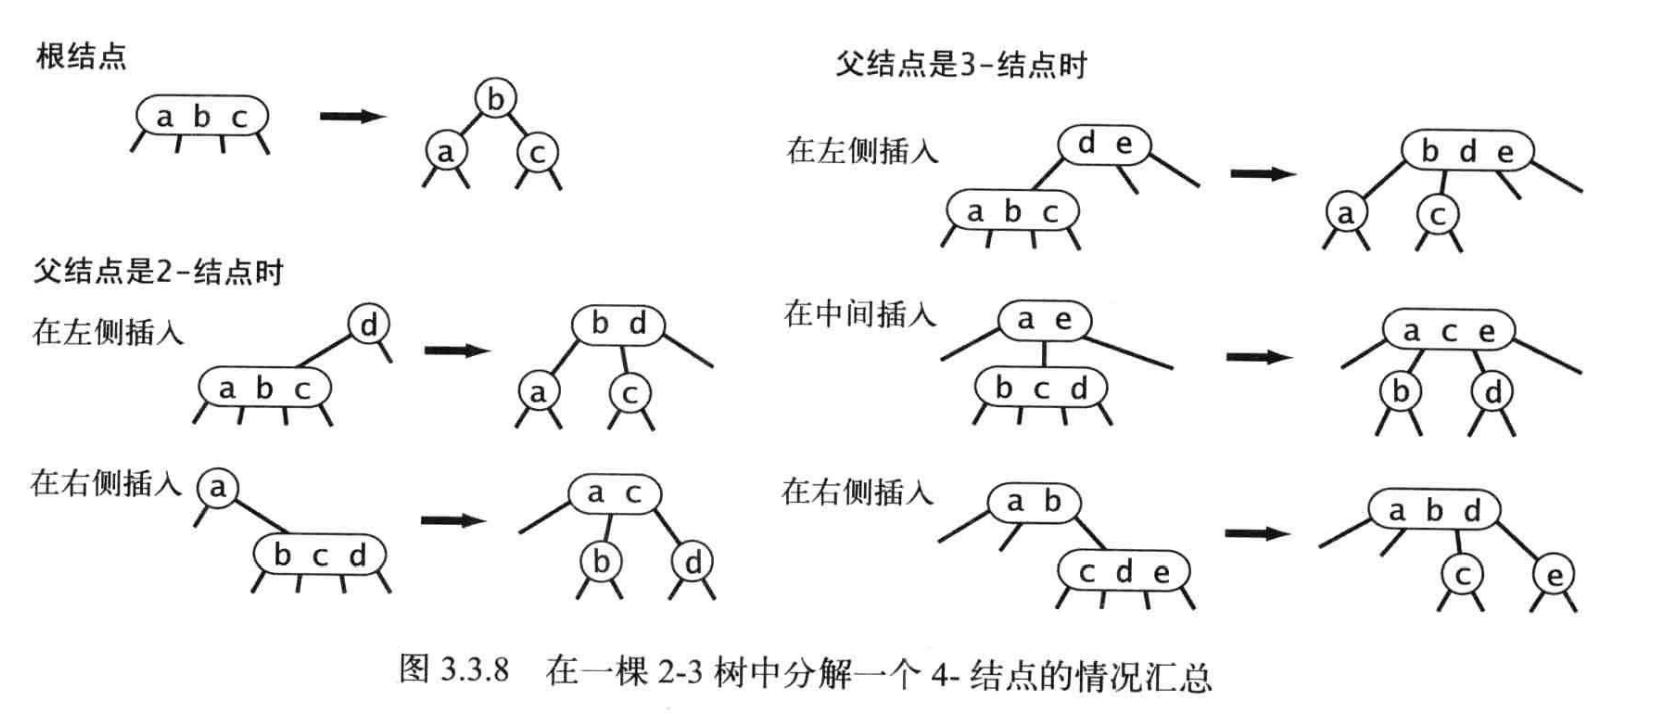 根结点
a b c
b
a c
父结点是2-结点时
在左侧插入
d
a b c
b d
a c
在右侧插入
a
b c d
a c
b d
父结点是3-结点时
在左侧插入
d e
a b c
b d e
a c
在中间插入
a e
b c d
a c e
b d
在右侧插入
a b
c d e
a b d
c e
图 3.3.8 在一棵 2-3 树中分解一个 4- 结点的情况汇总